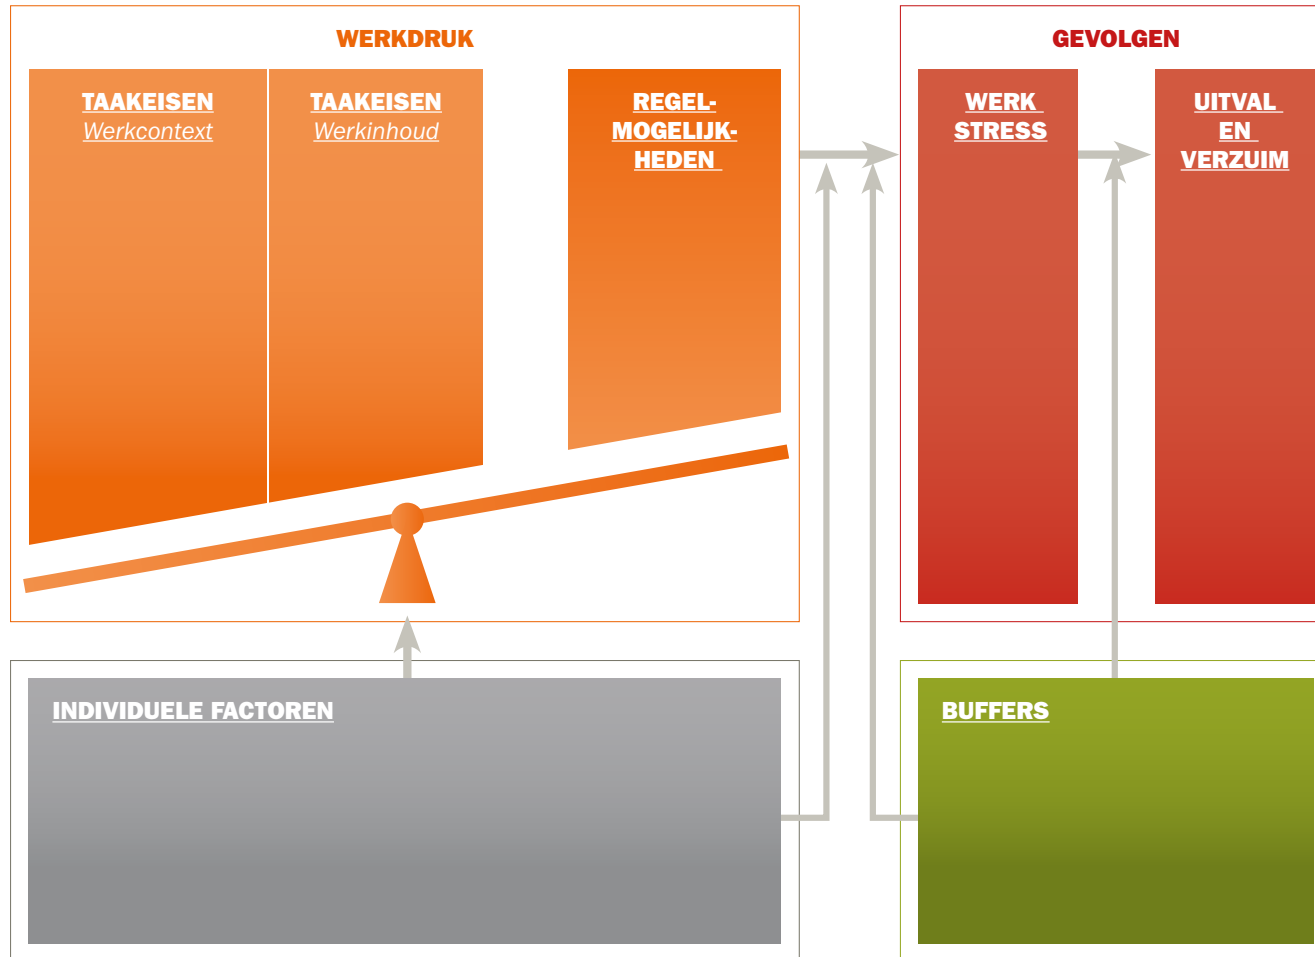 WERKDRUK
TAAKEISEN
Werkcontext
TAAKEISEN
Werkinhoud
REGEL-
MOGELIJK-
HEDEN
GEVOLGEN
WERK
STRESS
UITVAL
EN
VERZUIM
INDIVIDUELE FACTOREN
BUFFERS